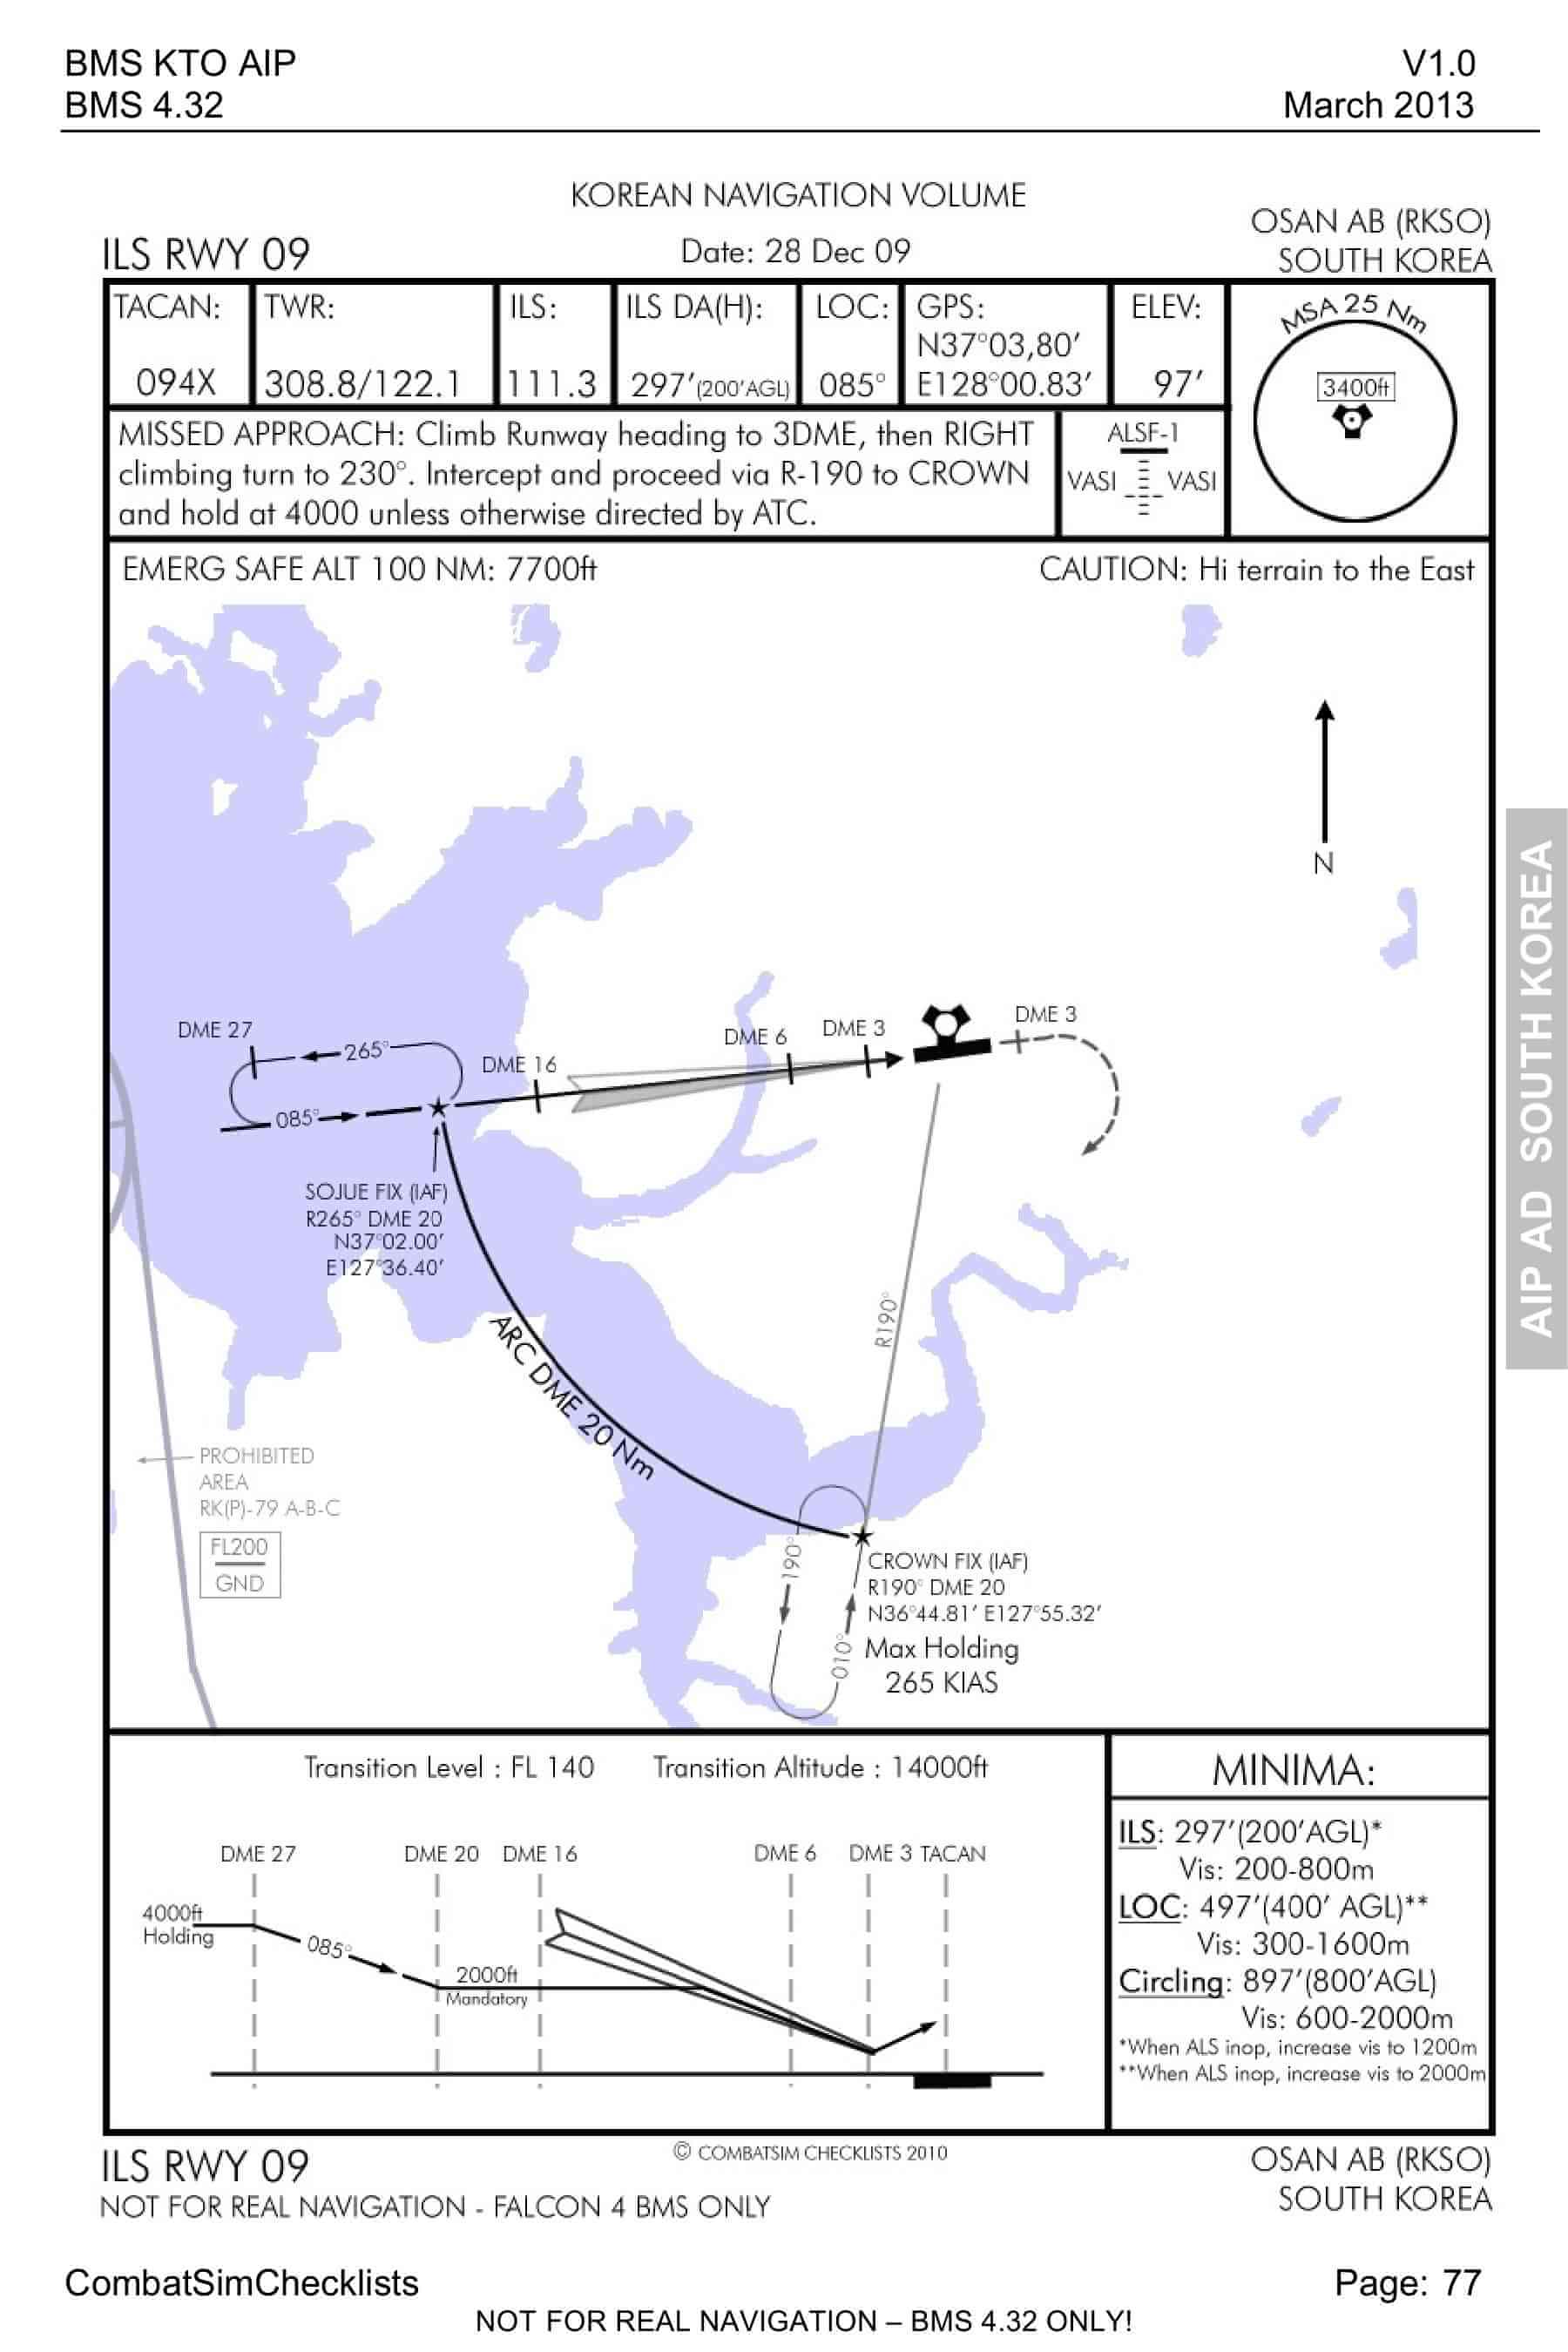 BMS KTO AIP V1.0
BMS 4.32 March 2013
KOREAN NAVIGATION VOLUME
OSAN AB (RKSO)
ILS RWY 09 Date: 28 Dec 09
SOUTH KOREA
TACAN: TWR: ILS: ILS DA(H): LOC: GPS: ELEV:
N37°03,80′
094X 308.8/122.1 111.3 297′(200′AGL) 085° E128°00.83′ 97′
MSA 25 Nm
3400ft
MISSED APPROACH: Climb Runway heading to 3DME, then RIGHT
climbing turn to 230°. Intercept and proceed via R-190 to CROWN
and hold at 4000 unless otherwise directed by ATC.
ALSF-1
VASI VASI
EMERG SAFE ALT 100 NM: 7700ft CAUTION: Hi terrain to the East
N
DME 27
265°
DME 16
DME 6
DME 3
DME 3
085°
SOJUE FIX (IAF)
R265° DME 20
N37°02.00′
E127°36.40′
ARC DME 20 Nm
R190°
PROHIBITED
AREA
RK(P)-79 A-B-C
FL200
GND
190°
010°
CROWN FIX (IAF)
R190° DME 20
N36°44.81′ E127°55.32′
Max Holding
265 KIAS
Transition Level : FL 140 Transition Altitude : 14000ft
DME 27 DME 20 DME 16 DME 6 DME 3 TACAN
4000ft
Holding
085°
2000ft
Mandatory
MINIMA:
ILS: 297′(200′AGL)*
Vis: 200-800m
LOC: 497′(400′ AGL)**
Vis: 300-1600m
Circling: 897′(800′AGL)
Vis: 600-2000m
*When ALS inop, increase vis to 1200m
**When ALS inop, increase vis to 2000m
AIP AD SOUTH KOREA
ILS RWY 09 © COMBATSIM CHECKLISTS 2010 OSAN AB (RKSO)
NOT FOR REAL NAVIGATION - FALCON 4 BMS ONLY SOUTH KOREA
CombatSimChecklists Page: 77
NOT FOR REAL NAVIGATION – BMS 4.32 ONLY!